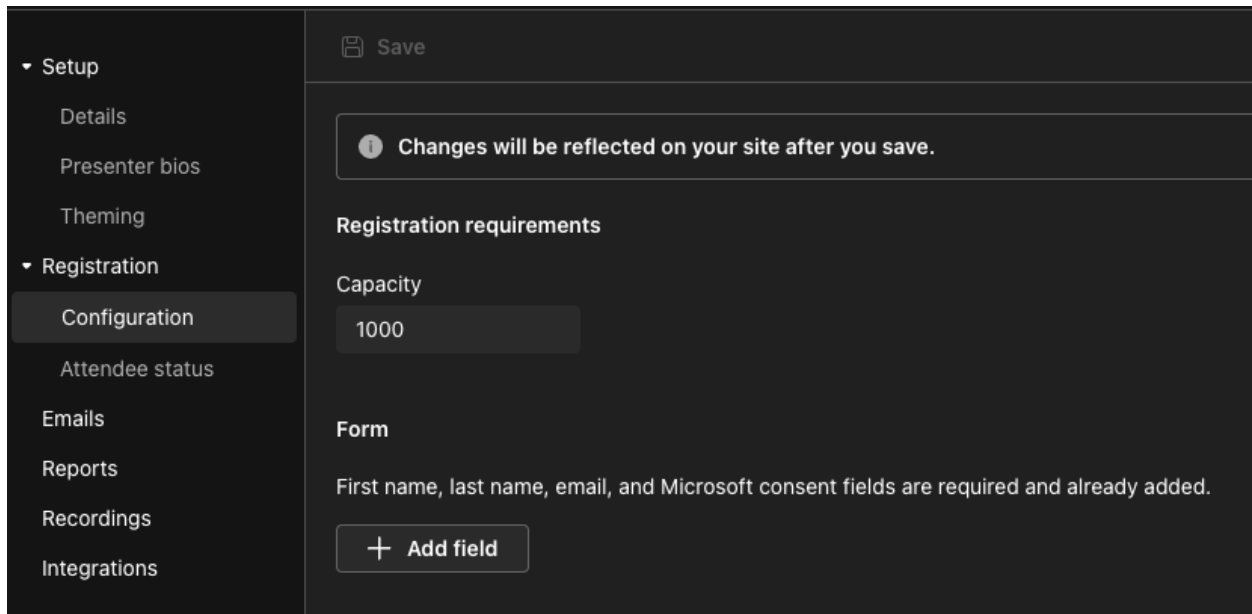 Setup
Details
Presenter bios
Theming
Registration
Configuration
Attendee status
Emails
Reports
Recordings
Integrations
Save
Changes will be reflected on your site after you save.
Registration requirements
Capacity
1000
Form
First name, last name, email, and Microsoft consent fields are required and already added.
Add field